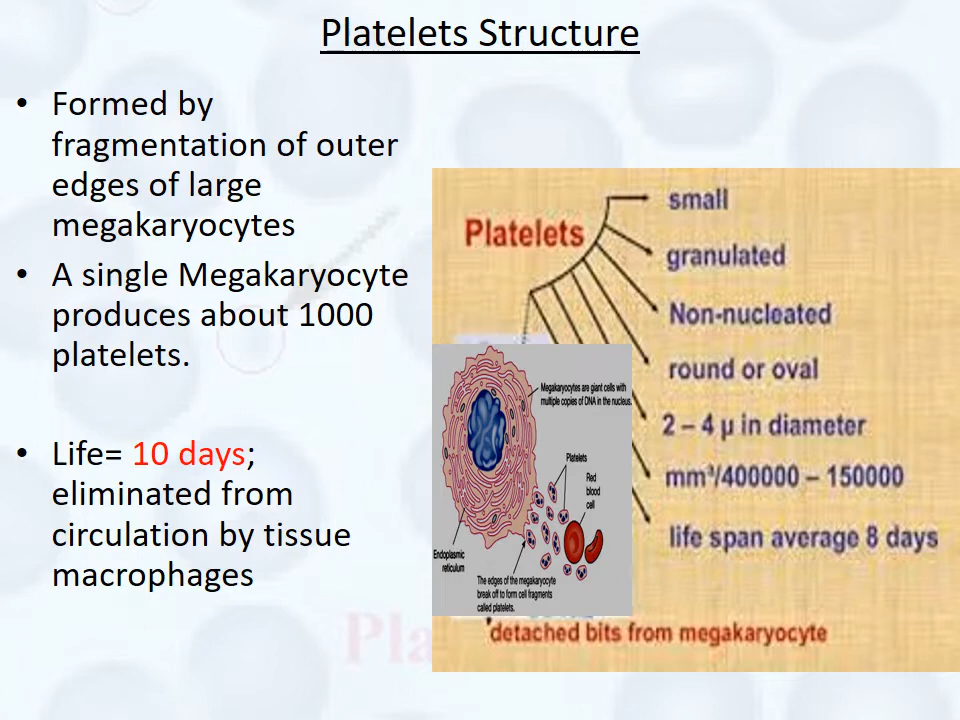 Platelets Structure
• Formed by
fragmentation of outer
edges of large
megakaryocytes
• A single Megakaryocyte
produces about 1000
platelets.
• Life= 10 days;
eliminated from
circulation by tissue
macrophages
Platelets
small
granulated
Non-nucleated
round or oval
2 – 4 µ in diameter
mm³/400000 – 150000
life span average 8 days
Megakaryocytes are giant cells with
multiple copies of DNA in the nucleus.
Platelets
Red
blood
cell
Endoplasmic
reticulum
The edges of the megakaryocyte
break off to form cell fragments
called platelets.
detached bits from megakaryocyte
Pla